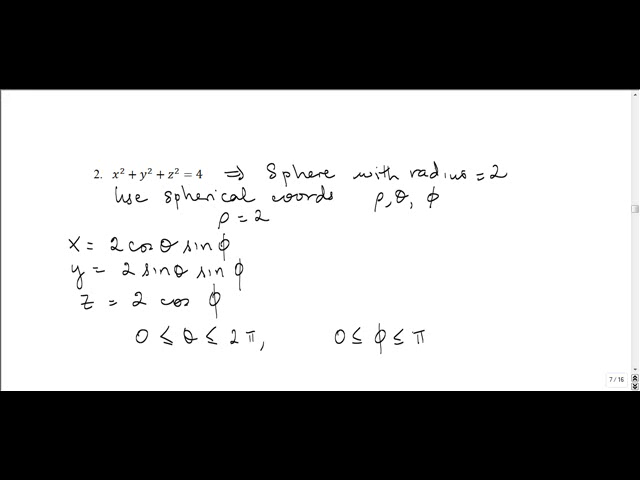 2. x² + y² + z² = 4 ⇒ Sphere with radius = 2
Use spherical coords ρ, θ, ϕ
ρ = 2
x = 2 cos θ sin ϕ
y = 2 sin θ sin ϕ
z = 2 cos ϕ
0 ≤ θ ≤ 2π, 0 ≤ ϕ ≤ π
7 / 16